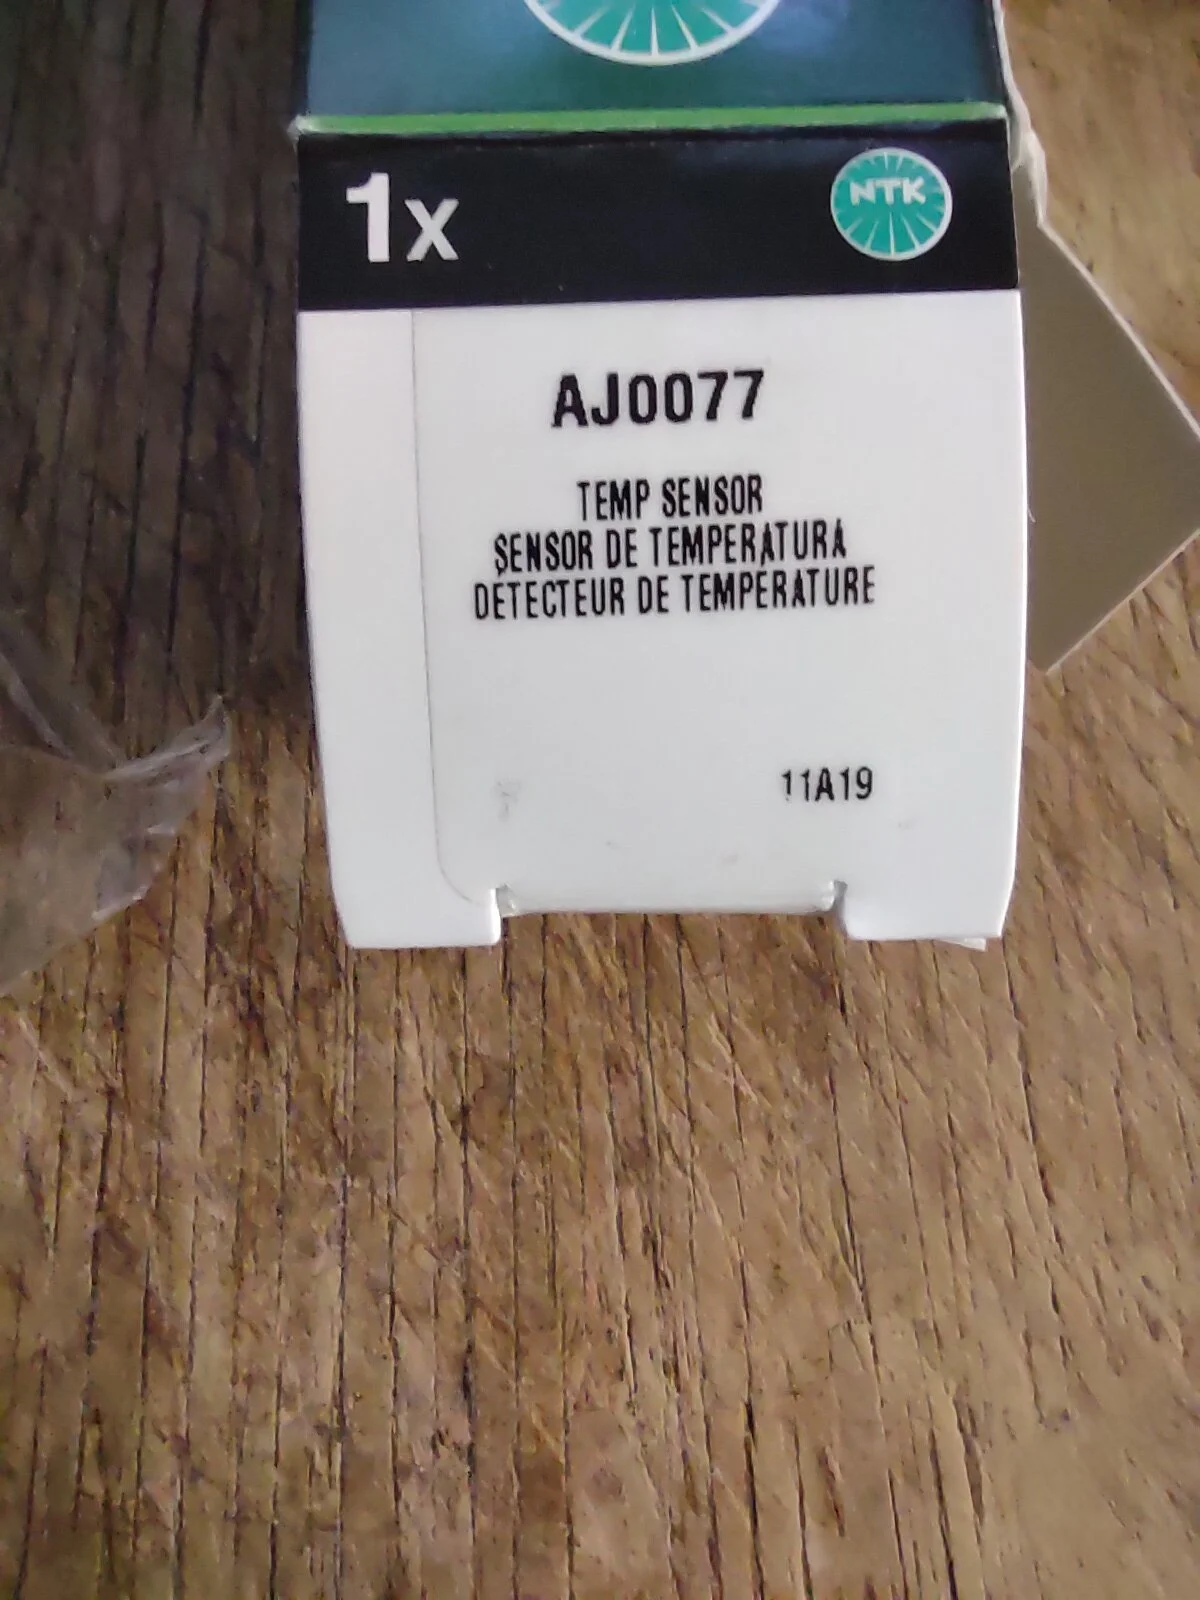 1x
NTK
AJ0077
TEMP SENSOR
SENSOR DE TEMPERATURA
DETECTEUR DE TEMPERATURE
11A19